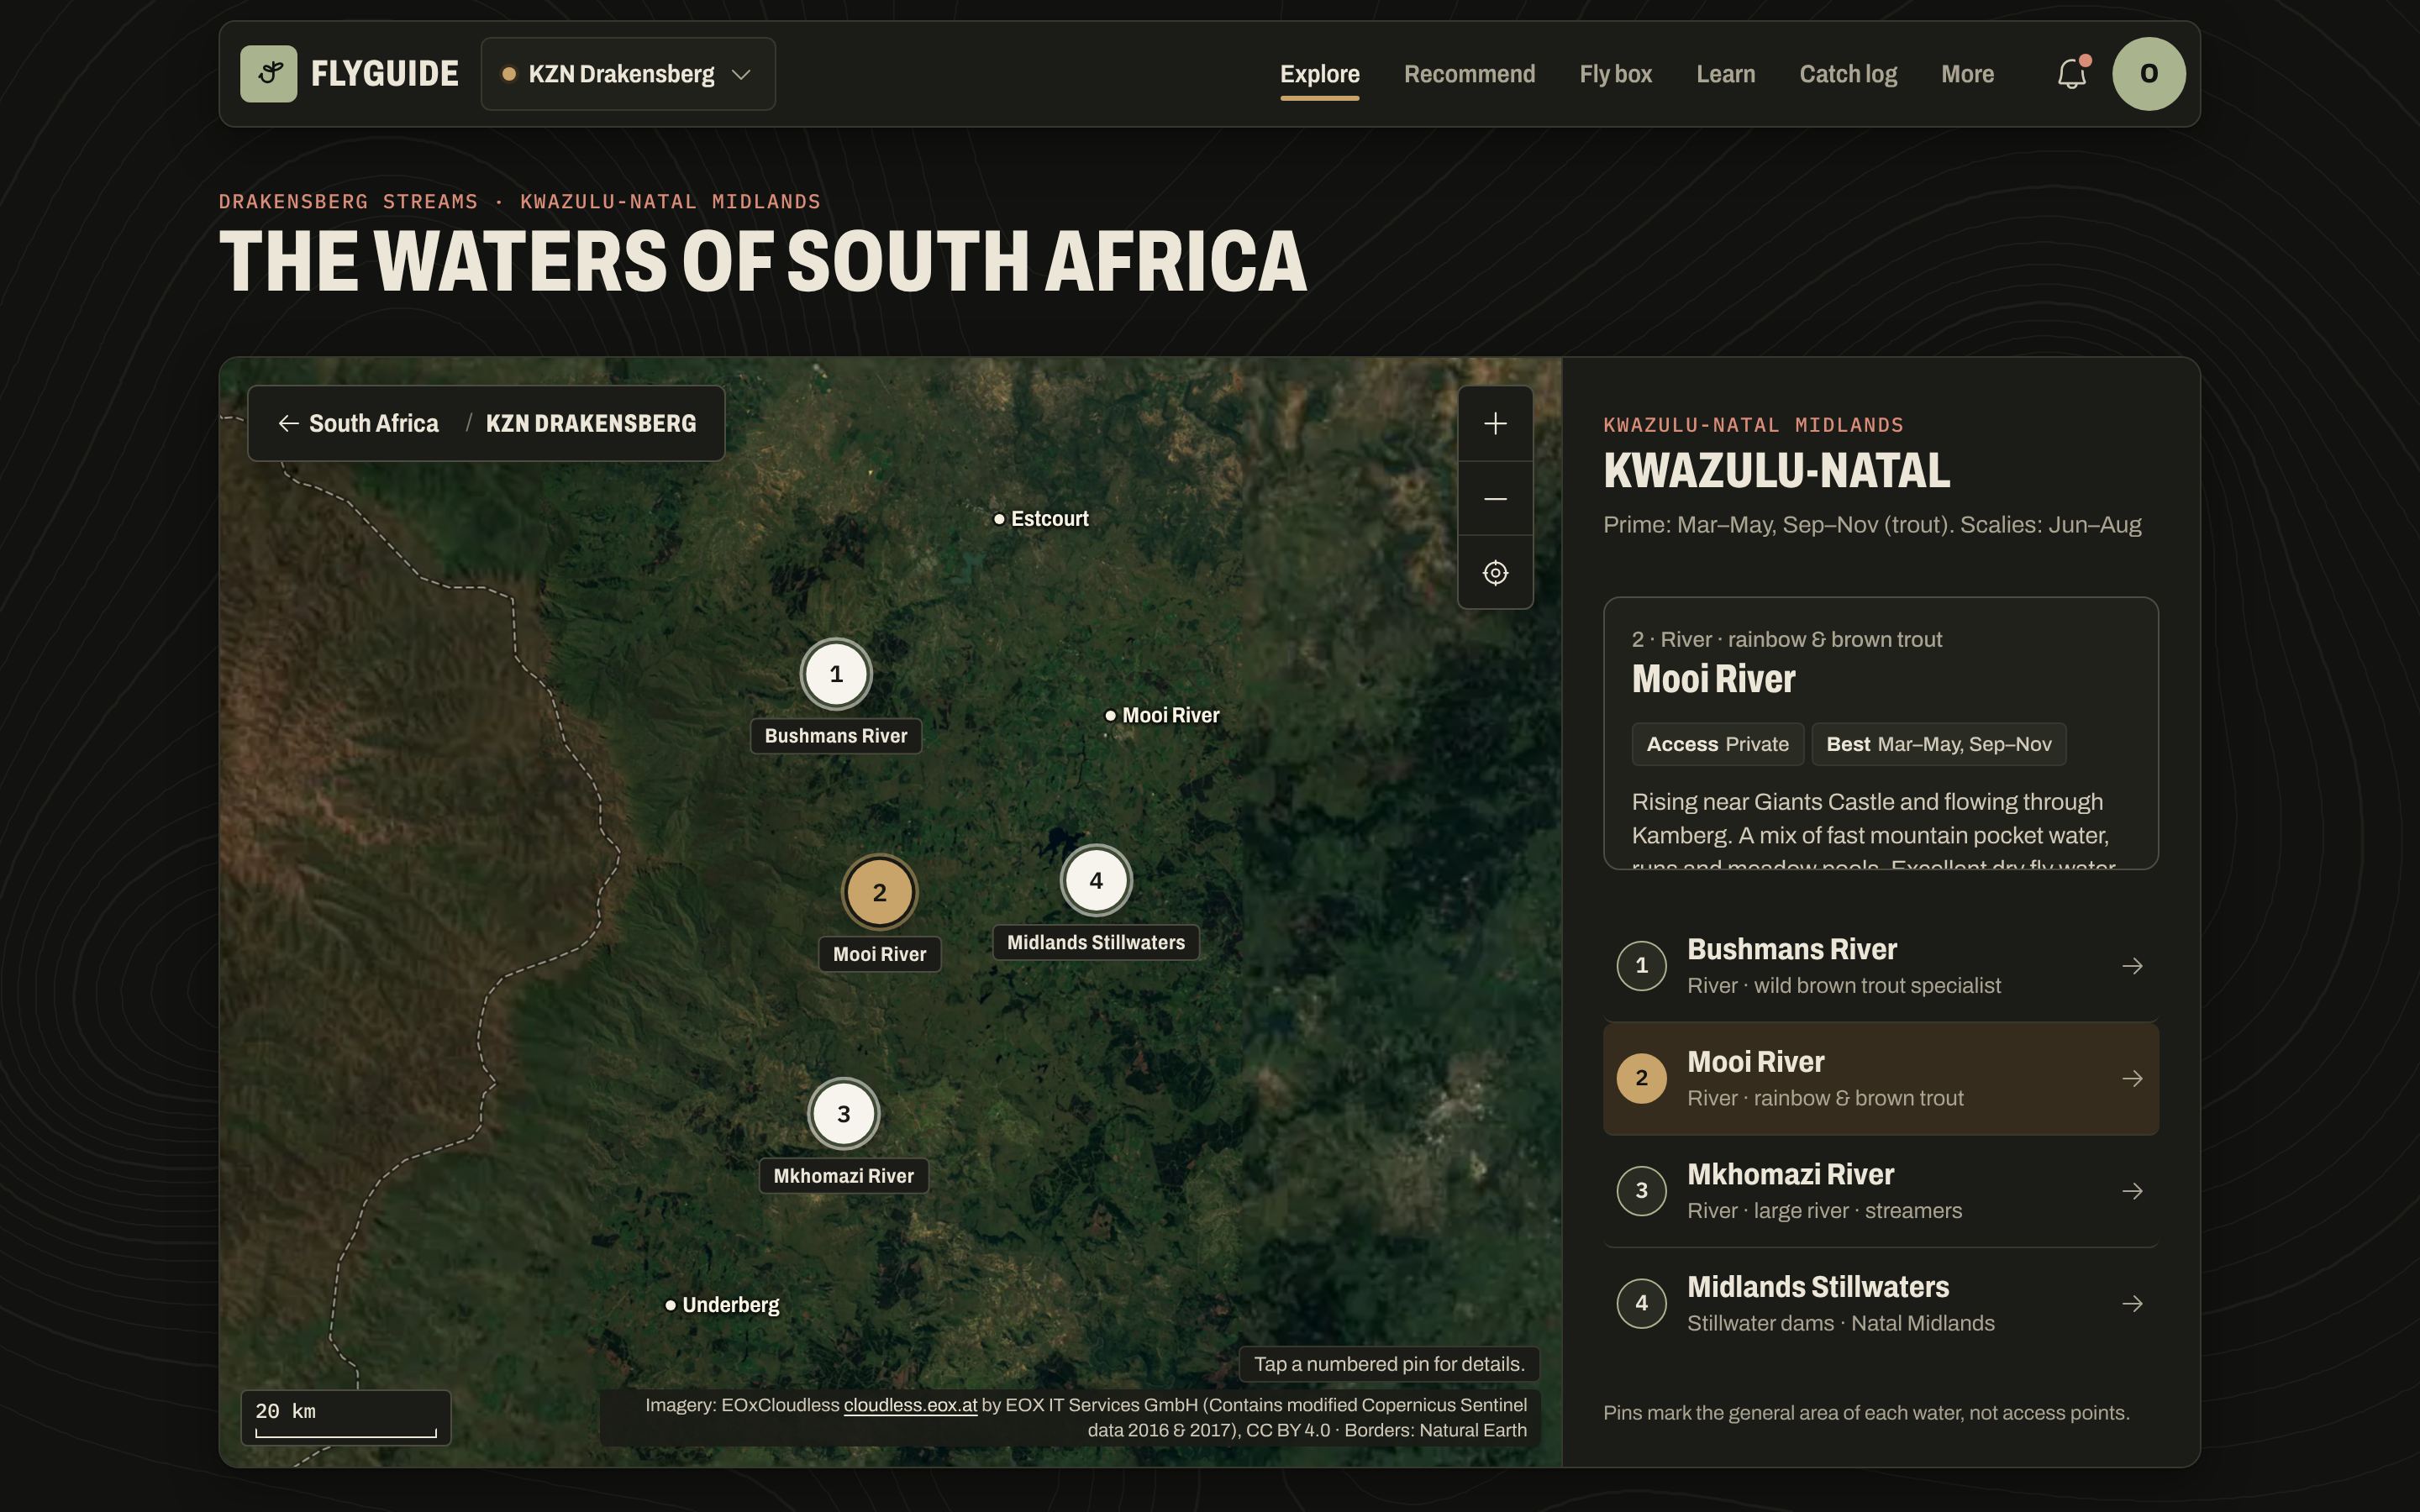 FLYGUIDE
KZN Drakensberg
Explore
Recommend
Fly box
Learn
Catch log
More
O
DRAKENSBERG STREAMS · KWAZULU-NATAL MIDLANDS
THE WATERS OF SOUTH AFRICA
← South Africa / KZN DRAKENSBERG
Estcourt
1
Bushmans River
Mooi River
2
Mooi River
4
Midlands Stillwaters
3
Mkhomazi River
Underberg
Tap a numbered pin for details.
20 km
Imagery: EOxCloudless cloudless.eox.at by EOX IT Services GmbH (Contains modified Copernicus Sentinel
data 2016 & 2017), CC BY 4.0 · Borders: Natural Earth
KWAZULU-NATAL MIDLANDS
KWAZULU-NATAL
Prime: Mar–May, Sep–Nov (trout). Scalies: Jun–Aug
2 · River · rainbow & brown trout
Mooi River
Access Private
Best Mar–May, Sep–Nov
Rising near Giants Castle and flowing through
Kamberg. A mix of fast mountain pocket water,
runs and meadow pools. Excellent dry fly water
1
Bushmans River
River · wild brown trout specialist
2
Mooi River
River · rainbow & brown trout
3
Mkhomazi River
River · large river · streamers
4
Midlands Stillwaters
Stillwater dams · Natal Midlands
Pins mark the general area of each water, not access points.